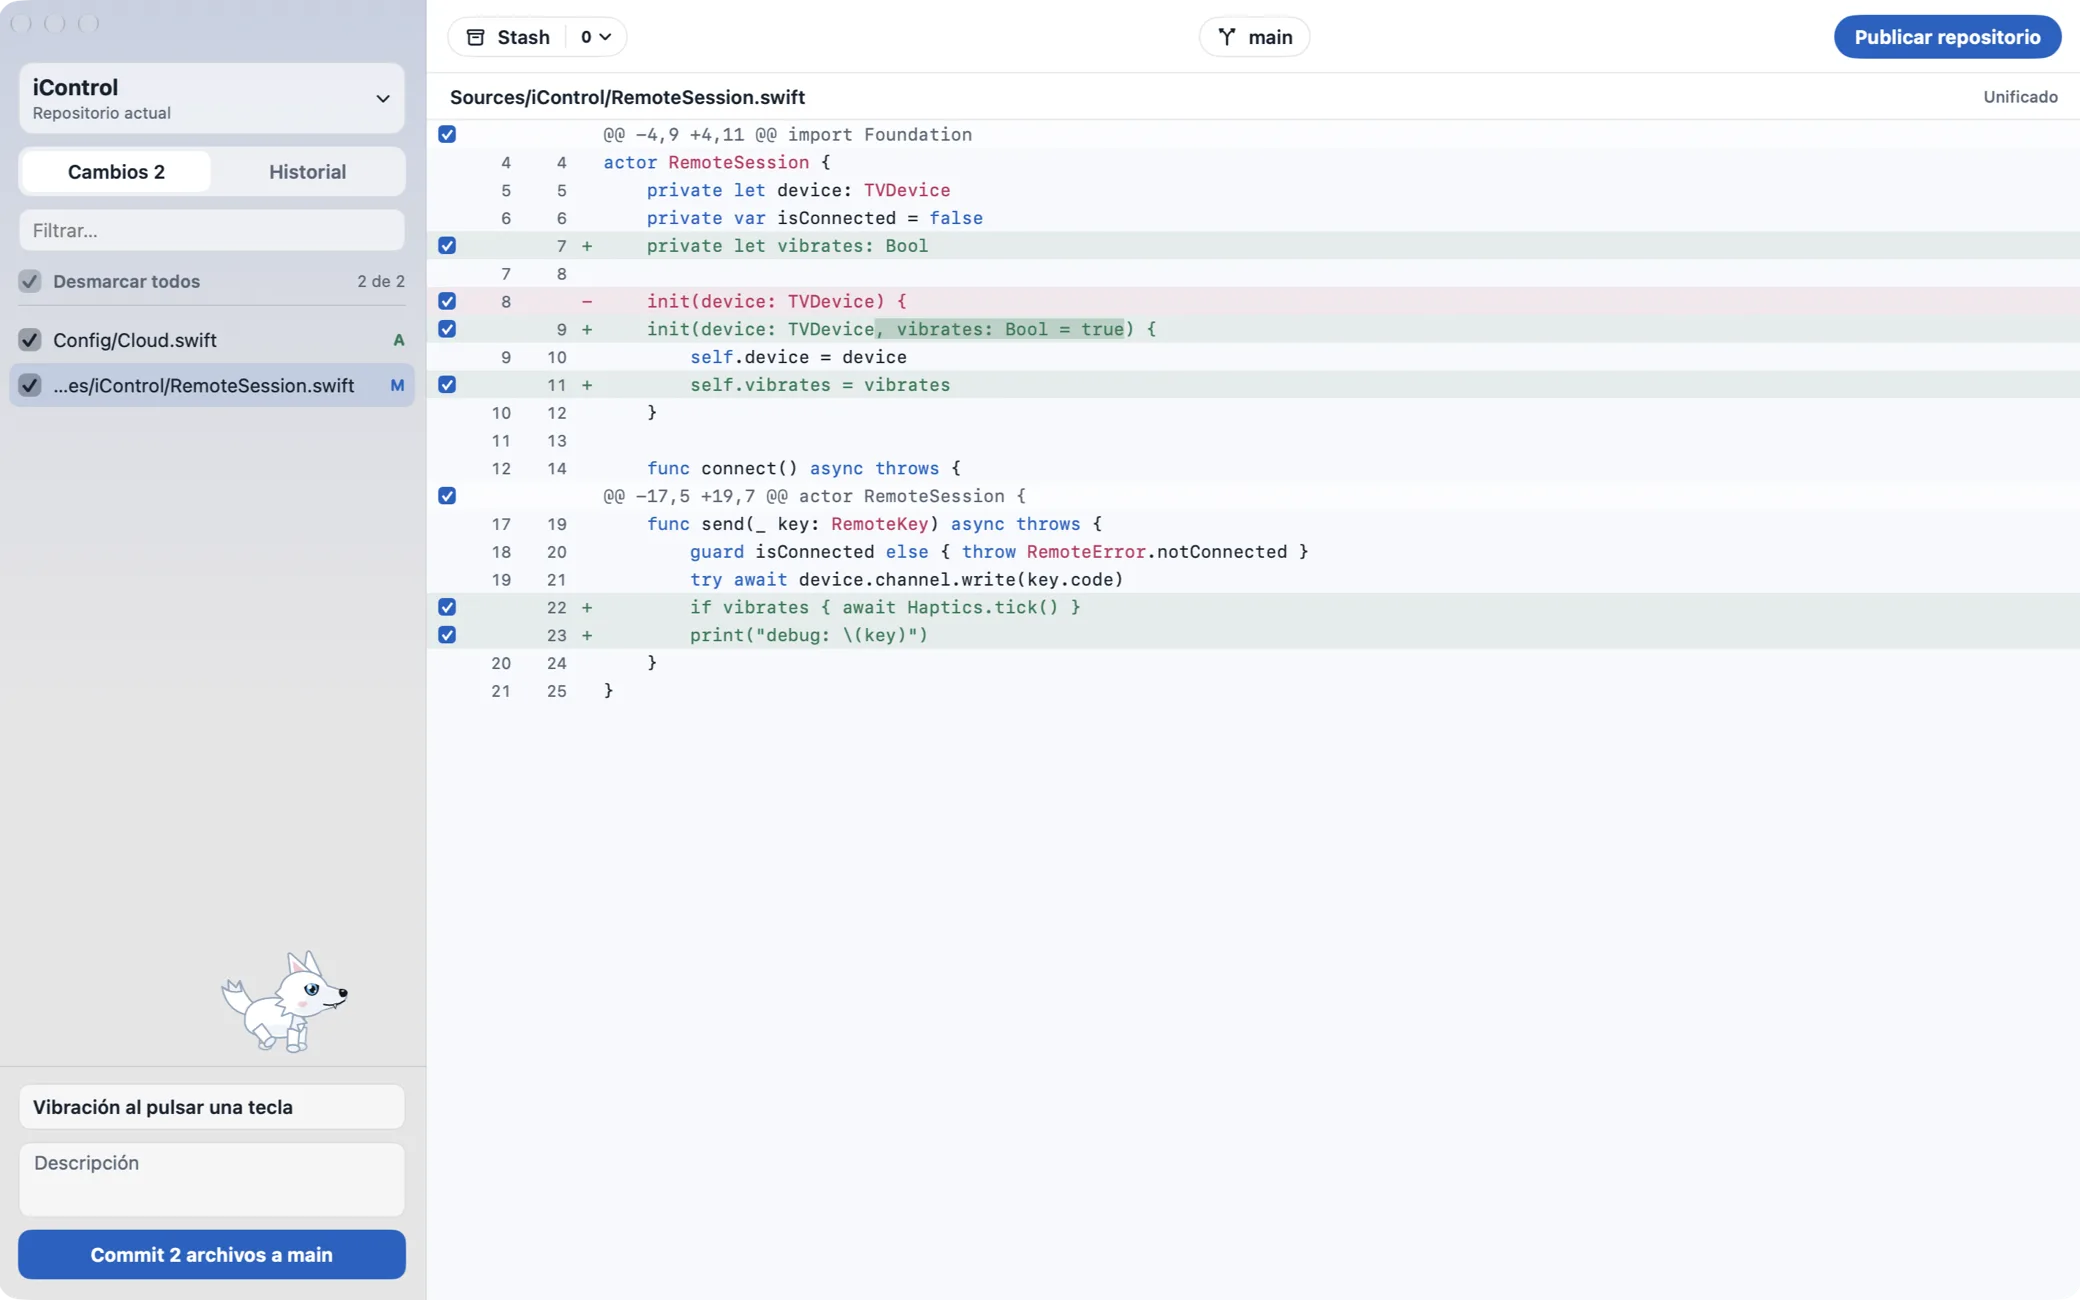 iControl
Repositorio actual
Cambios 2
Historial
Filtrar...
Desmarcar todos
2 de 2
Config/Cloud.swift A
...es/iControl/RemoteSession.swift M
Vibración al pulsar una tecla
Descripción
Commit 2 archivos a main
Stash 0
main
Publicar repositorio
Sources/iControl/RemoteSession.swift
Unificado
@@ −4,9 +4,11 @@ import Foundation
4 4 actor RemoteSession {
5 5 private let device: TVDevice
6 6 private var isConnected = false
7 + private let vibrates: Bool
7 8
8 − init(device: TVDevice) {
9 + init(device: TVDevice, vibrates: Bool = true) {
9 10 self.device = device
11 + self.vibrates = vibrates
10 12 }
11 13
12 14 func connect() async throws {
@@ −17,5 +19,7 @@ actor RemoteSession {
17 19 func send(_ key: RemoteKey) async throws {
18 20 guard isConnected else { throw RemoteError.notConnected }
19 21 try await device.channel.write(key.code)
22 + if vibrates { await Haptics.tick() }
23 + print("debug: \(key)")
20 24 }
21 25 }